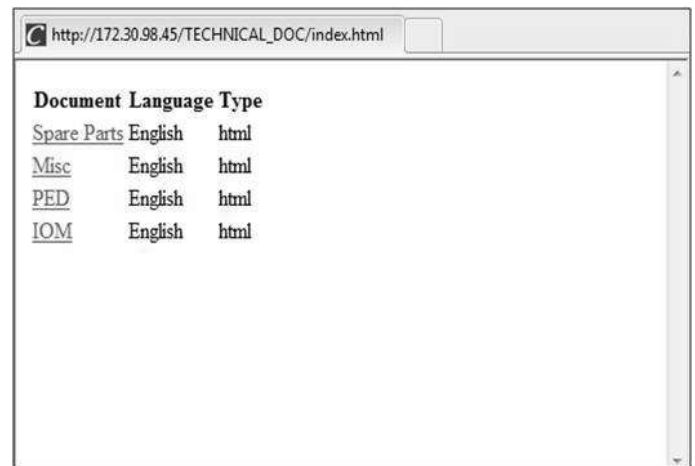 http://172.30.98.45/TECHNICAL_DOC/index.html
Document Language Type
Spare Parts English html
Misc English html
PED English html
IOM English html